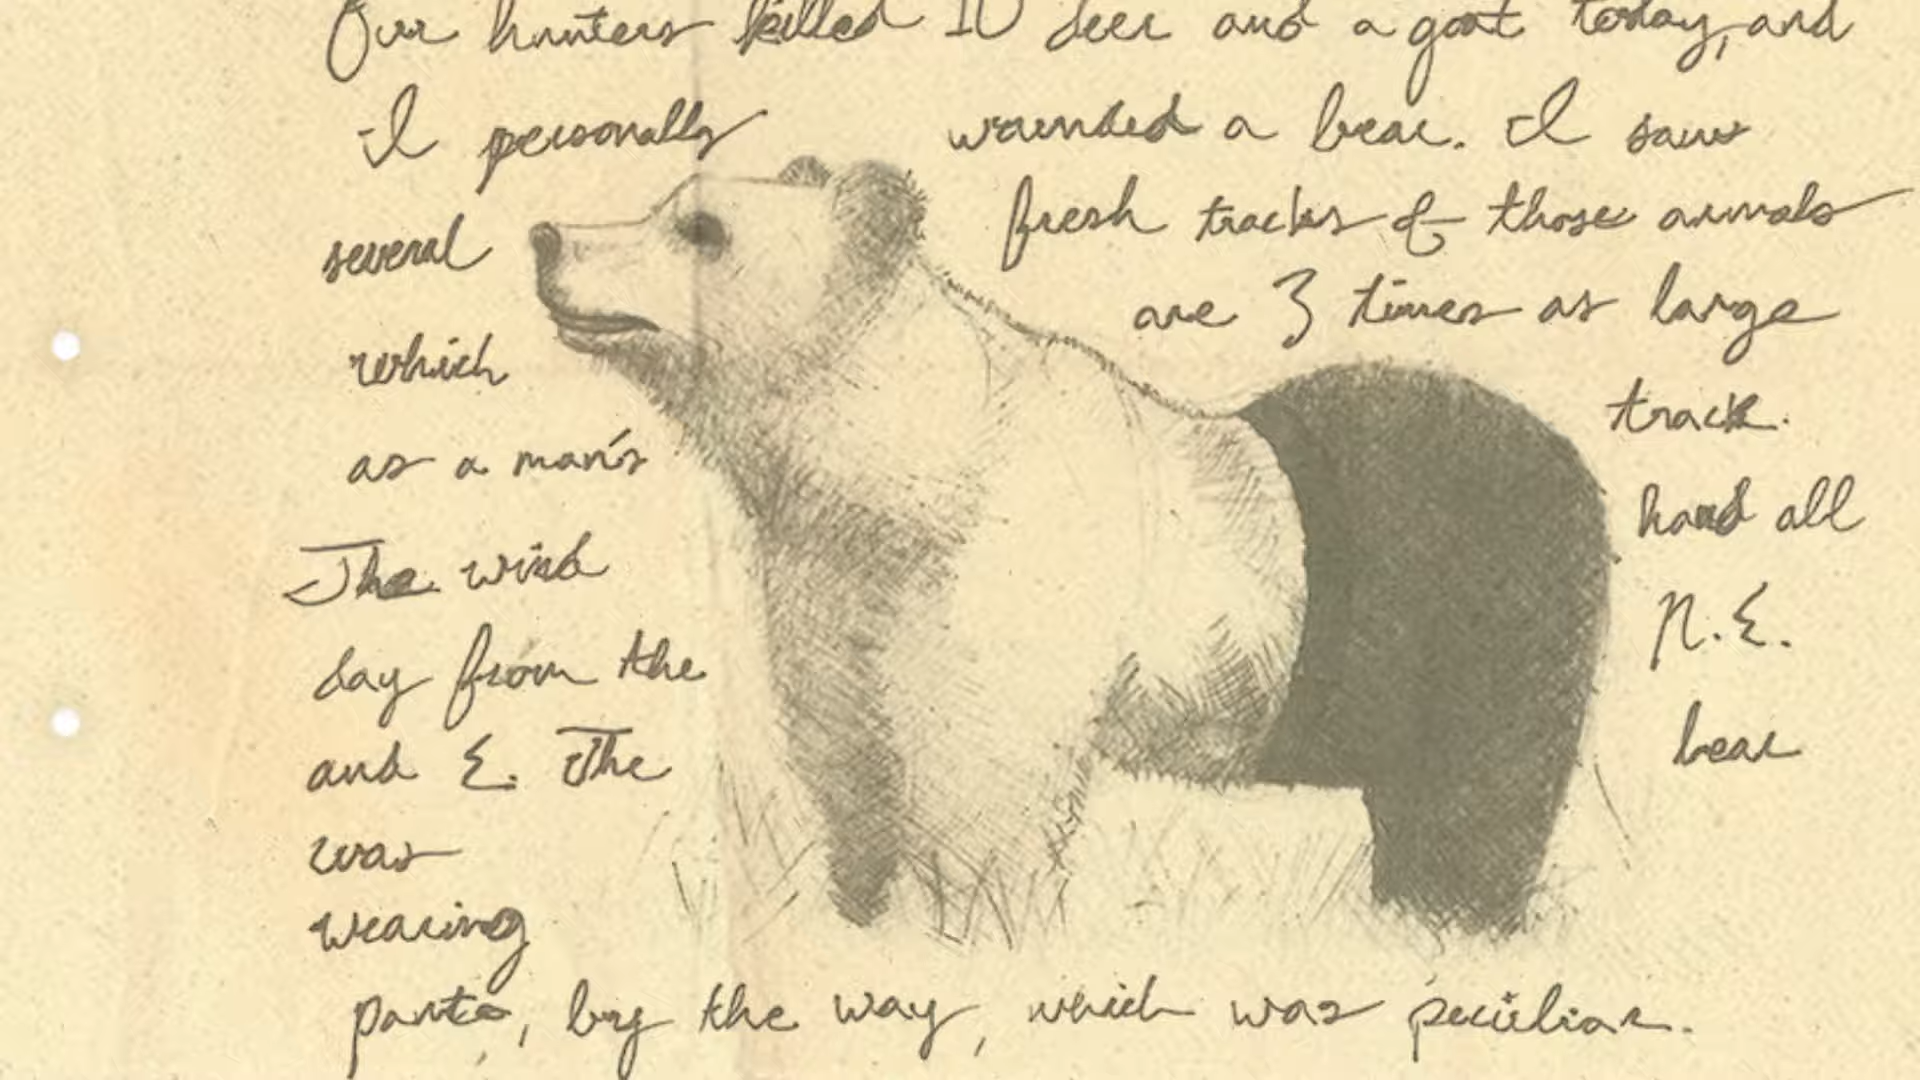 Our hunters killed 10 deer and a goat today, and
I personally wounded a bear. I saw
several fresh tracks of those animals
which are 3 times as large
as a man's track.
The wind hard all
day from the N.E.
and E. The bear
was
wearing
pants, by the way, which was peculiar.